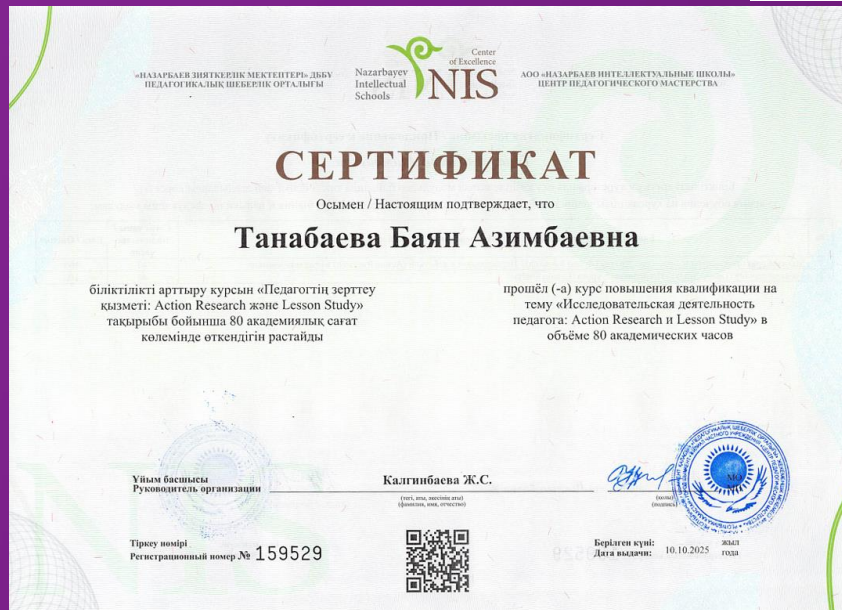 «НАЗАРБАЕВ ЗИЯТКЕРЛІК МЕКТЕПТЕРІ» ДББҰ
ПЕДАГОГИКАЛЫҚ ШЕБЕРЛІК ОРТАЛЫҒЫ
Nazarbayev
Intellectual
Schools
Center
of Excellence
NIS
АОО «НАЗАРБАЕВ ИНТЕЛЛЕКТУАЛЬНЫЕ ШКОЛЫ»
ЦЕНТР ПЕДАГОГИЧЕСКОГО МАСТЕРСТВА
СЕРТИФИКАТ
Осымен / Настоящим подтверждает, что
Танабаева Баян Азимбаевна
біліктілікті арттыру курсын «Педагогтің зерттеу
қызметі: Action Research және Lesson Study»
тақырыбы бойынша 80 академиялық сағат
көлемінде өткендігін растайды
прошёл (-а) курс повышения квалификации на
тему «Исследовательская деятельность
педагога: Action Research и Lesson Study» в
объёме 80 академических часов
Ұйым басшысы
Руководитель организации
Калгинбаева Ж.С.
(тегі, аты, әкесінің аты)
(фамилия, имя, отчество)
(қолы)
(подпись)
Тіркеу нөмірі
Регистрационный номер № 159529
Берілген күні:
Дата выдачи: 10.10.2025
жыл
года